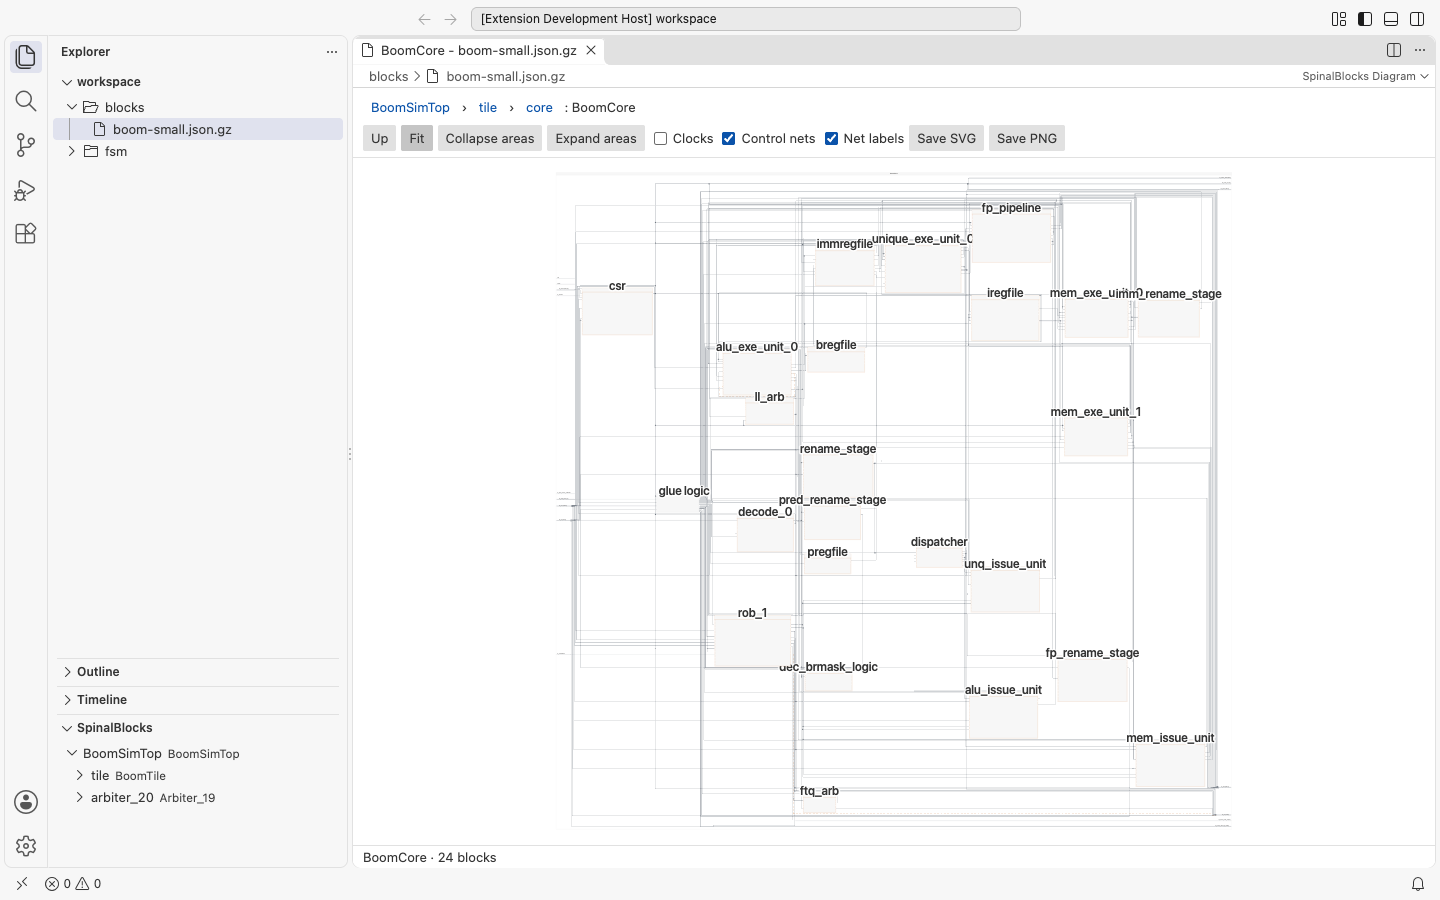 [Extension Development Host] workspace
Explorer
workspace
blocks
boom-small.json.gz
fsm
Outline
Timeline
SpinalBlocks
BoomSimTop BoomSimTop
tile BoomTile
arbiter_20 Arbiter_19
BoomCore - boom-small.json.gz
blocks
boom-small.json.gz
SpinalBlocks Diagram
BoomSimTop › tile › core : BoomCore
Up
Fit
Collapse areas
Expand areas
Clocks
Control nets
Net labels
Save SVG
Save PNG
fp_pipeline
immregfile
unique_exe_unit_0
csr
iregfile
mem_exe_unit_0
imm_rename_stage
alu_exe_unit_0
bregfile
ll_arb
mem_exe_unit_1
rename_stage
glue logic
pred_rename_stage
decode_0
dispatcher
pregfile
unq_issue_unit
rob_1
fp_rename_stage
dec_brmask_logic
alu_issue_unit
mem_issue_unit
ftq_arb
BoomCore · 24 blocks
0
0